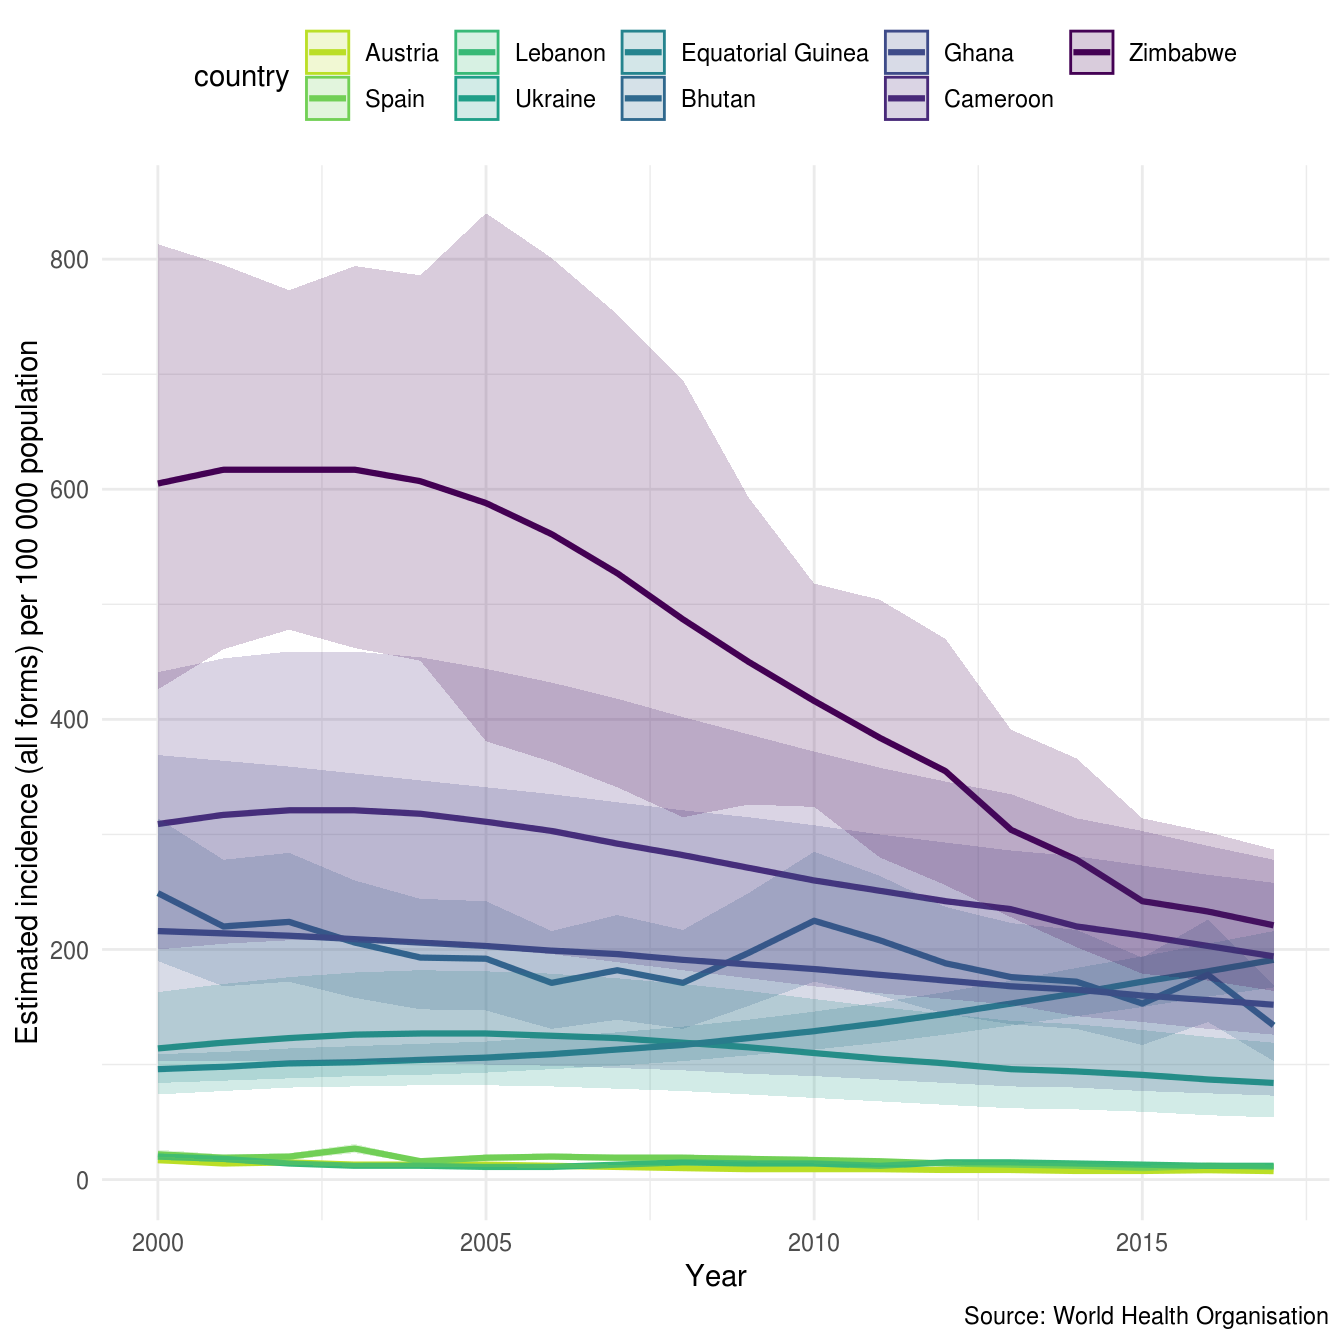 country
Austria
Lebanon
Equatorial Guinea
Ghana
Zimbabwe
Spain
Ukraine
Bhutan
Cameroon
Estimated incidence (all forms) per 100 000 population
800
600
400
200
0
2000
2005
2010
2015
Year
Source: World Health Organisation